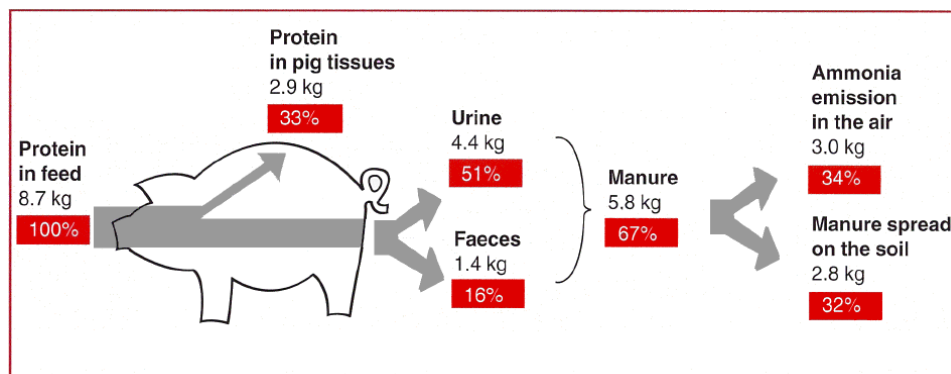 Protein
in feed
8.7 kg
100%
Protein
in pig tissues
2.9 kg
33%
Urine
4.4 kg
51%
Faeces
1.4 kg
16%
Manure
5.8 kg
67%
Ammonia
emission
in the air
3.0 kg
34%
Manure spread
on the soil
2.8 kg
32%